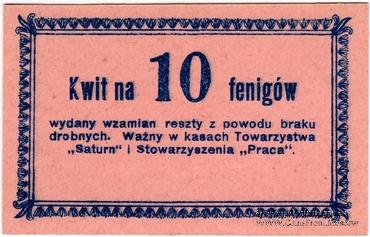 Kwit na 10 fenigów
wydany wzamian reszty z powodu braku
drobnych. Ważny w kasach Towarzystwa
„Saturn" i Stowarzyszenia „Praca".